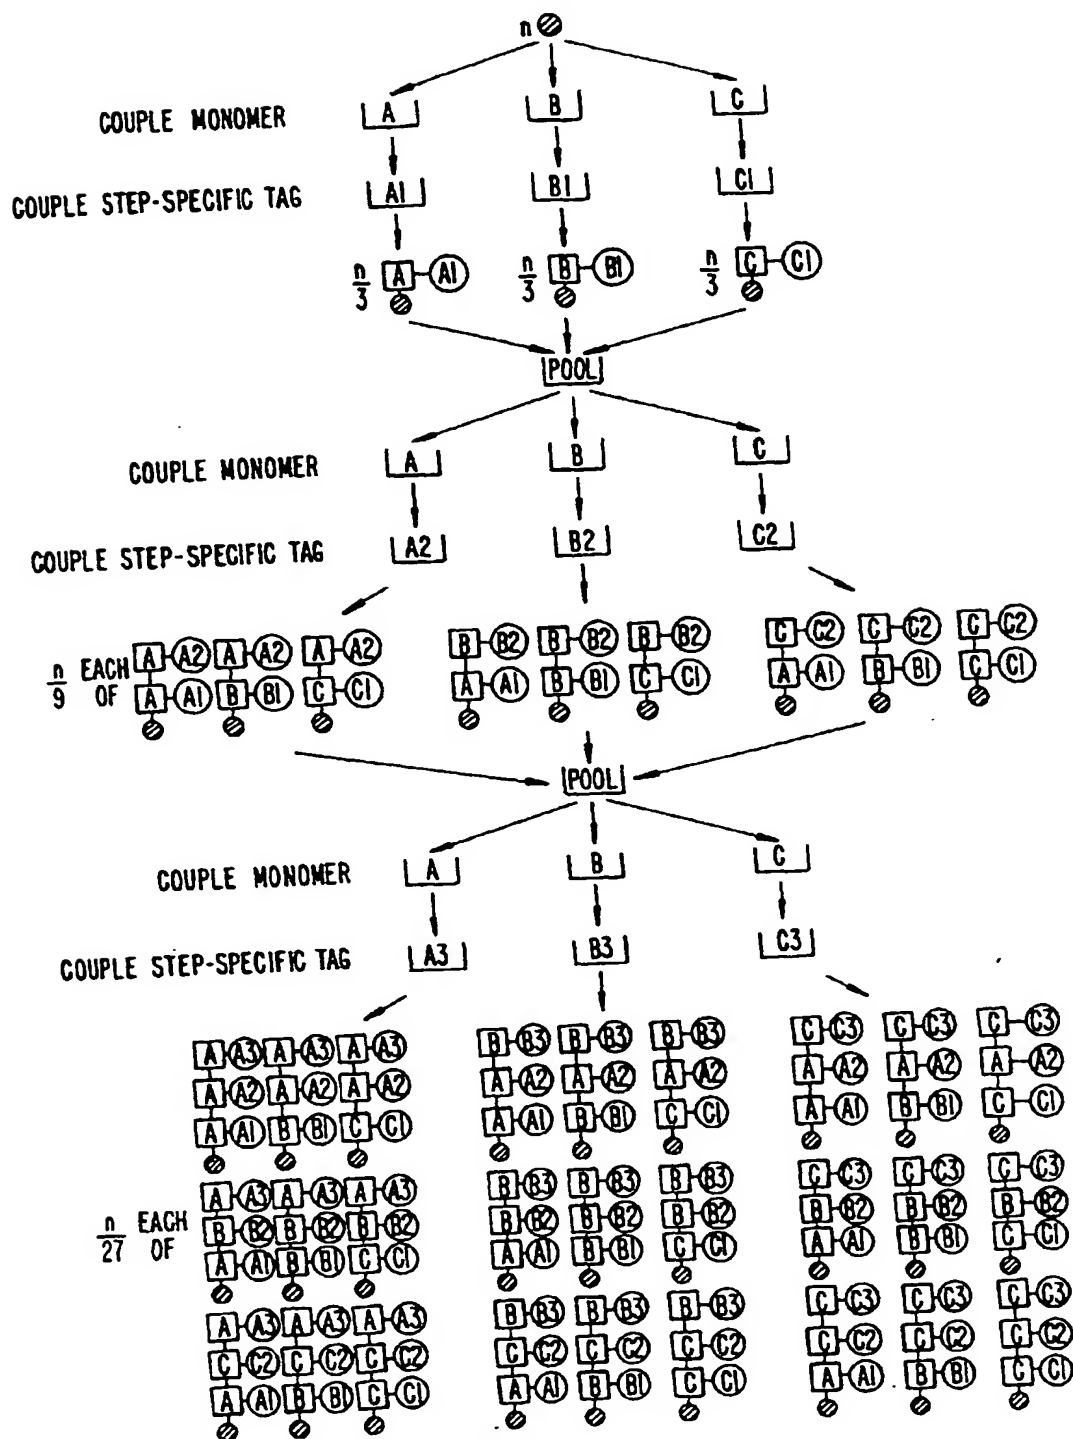 n
COUPLE MONOMER A B C
COUPLE STEP-SPECIFIC TAG A1 B1 C1
n/3 A A1 n/3 B B1 n/3 C C1
POOL
COUPLE MONOMER A B C
COUPLE STEP-SPECIFIC TAG A2 B2 C2
A A2 A A2 A A2 B B2 B B2 B B2 C C2 C C2 C C2
n/9 EACH OF
A A1 B B1 C C1 A A1 B B1 C C1 A A1 B B1 C C1
POOL
COUPLE MONOMER A B C
COUPLE STEP-SPECIFIC TAG A3 B3 C3
A A3 A A3 A A3 B B3 B B3 B B3 C C3 C C3 C C3
A A2 A A2 A A2 A A2 A A2 A A2 A A2 A A2 A A2
A A1 B B1 C C1 A A1 B B1 C C1 A A1 B B1 C C1
n/27 EACH OF
A A3 A A3 A A3 B B3 B B3 B B3 C C3 C C3 C C3
B B2 B B2 B B2 B B2 B B2 B B2 B B2 B B2 B B2
A A1 B B1 C C1 A A1 B B1 C C1 A A1 B B1 C C1
A A3 A A3 A A3 B B3 B B3 B B3 C C3 C C3 C C3
C C2 C C2 C C2 C C2 C C2 C C2 C C2 C C2 C C2
A A1 B B1 C C1 A A1 B B1 C C1 A A1 B B1 C C1